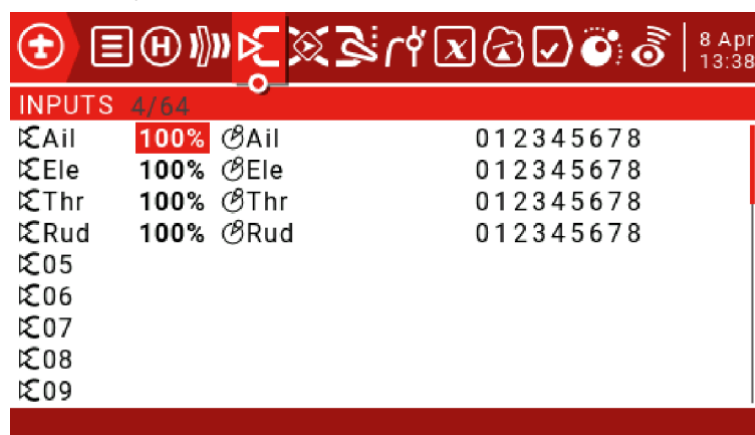 H x 8 Apr
13:38
INPUTS 4/64
Ail 100% Ail 012345678
Ele 100% Ele 012345678
Thr 100% Thr 012345678
Rud 100% Rud 012345678
05
06
07
08
09